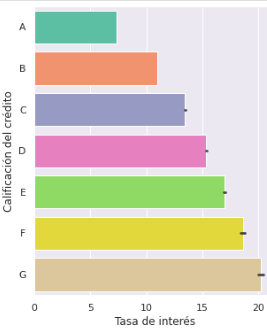 Calificación del crédito
A
B
C
D
E
F
G
0 5 10 15 20
Tasa de interés